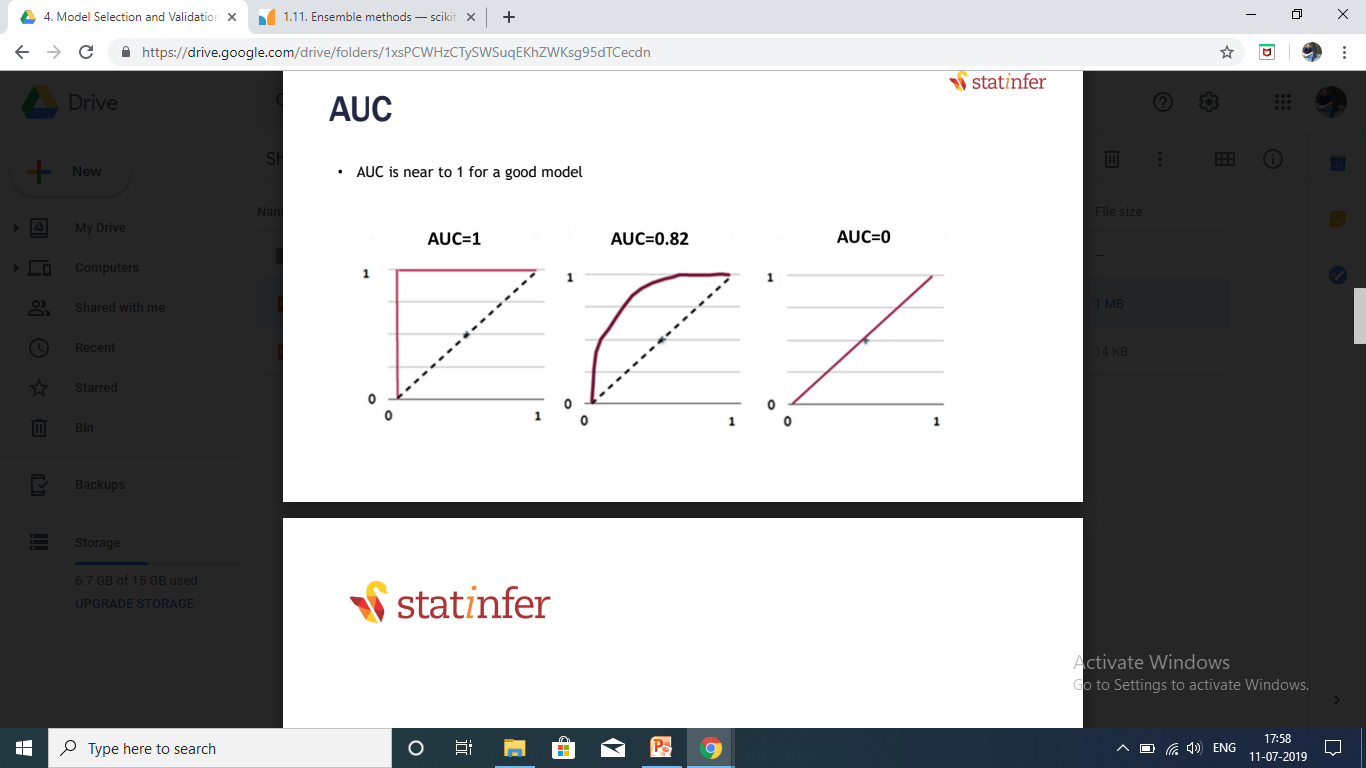 4. Model Selection and Validation
1.11. Ensemble methods — scikit
https://drive.google.com/drive/folders/1xsPCWHzCTySWSuqEKhZWKsg95dTCecdn
Drive
statinfer
AUC
New
• AUC is near to 1 for a good model
Sh
My Drive
Nam
File size
Computers
AUC=1
AUC=0.82
AUC=0
1
1
1
Shared with me
1 MB
Recent
14 KB
Starred
0
0
0
0
1
0
1
0
1
Bin
Backups
Storage
6.7 GB of 15 GB used
UPGRADE STORAGE
statinfer
Activate Windows
Go to Settings to activate Windows.
Type here to search
ENG
17:58
11-07-2019